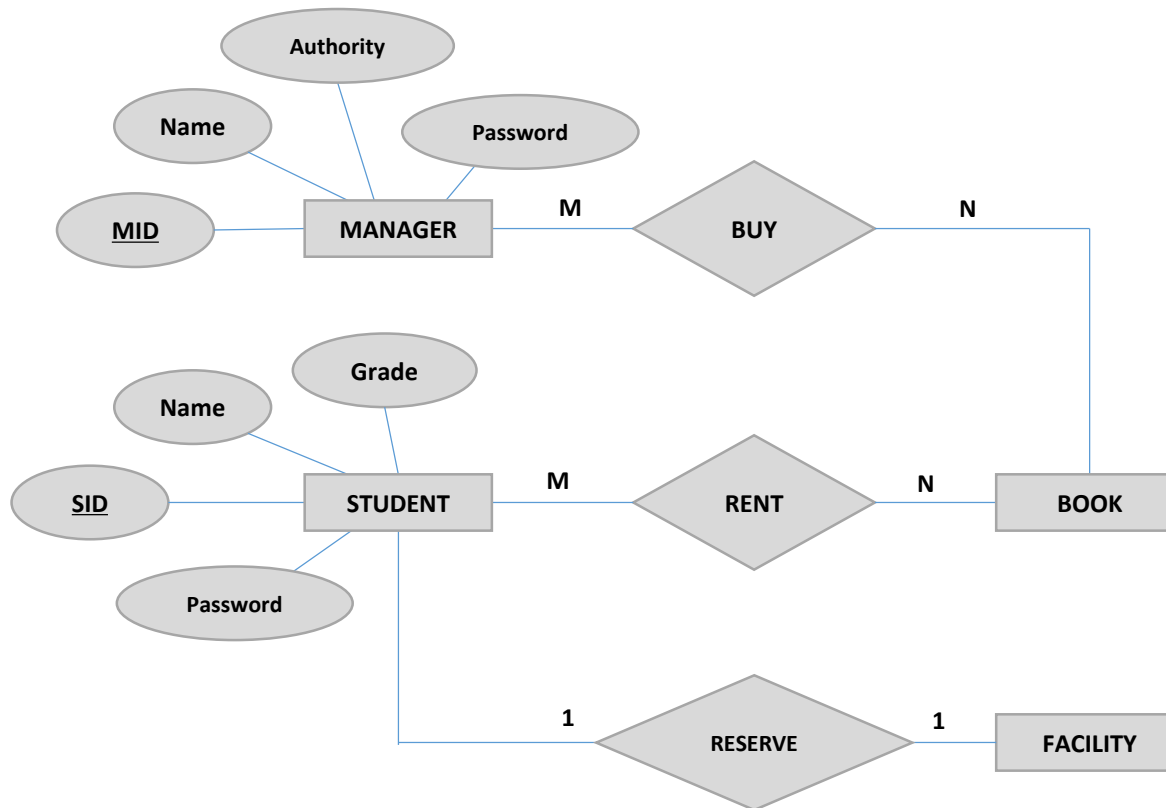 Authority
Name
Password
MID
MANAGER
M
BUY
N
Grade
Name
SID
STUDENT
M
RENT
N
BOOK
Password
1
RESERVE
1
FACILITY